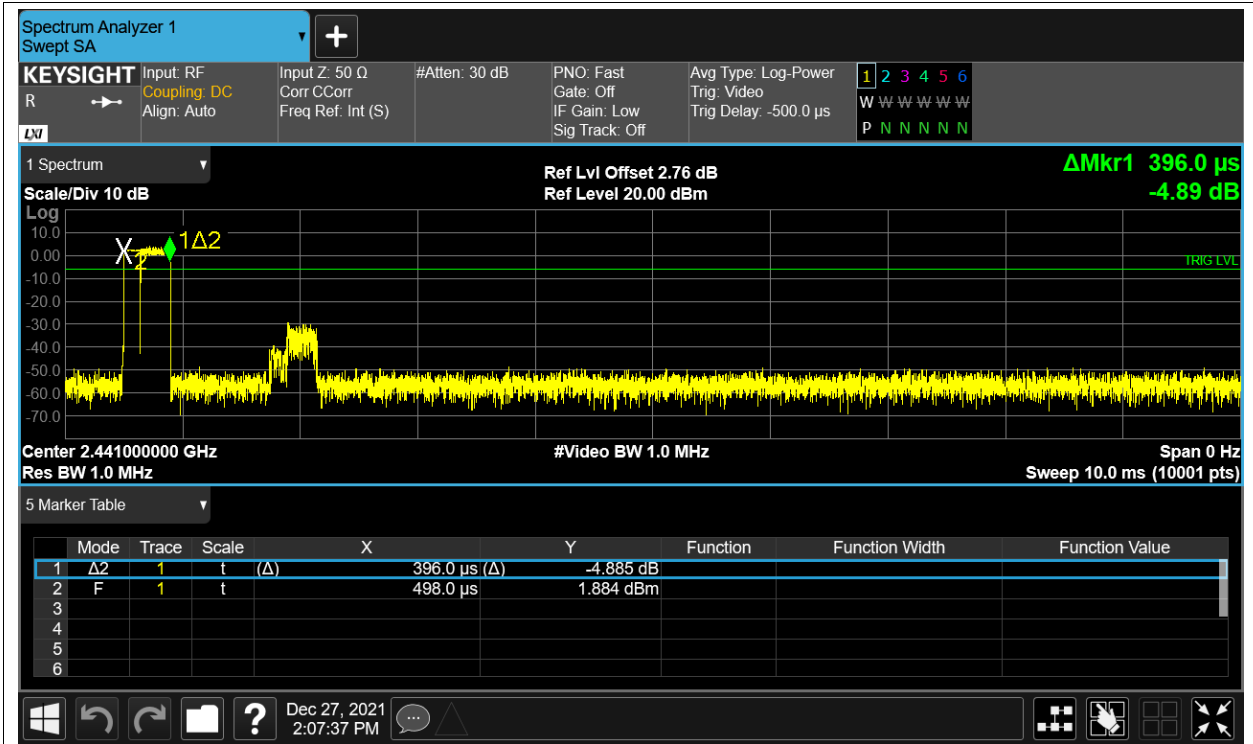 Spectrum Analyzer 1
Swept SA
KEYSIGHT Input: RF Input Z: 50 Ω #Atten: 30 dB PNO: Fast Avg Type: Log-Power 1 2 3 4 5 6
R Coupling: DC Corr CCorr Gate: Off Trig: Video W W W W W W
Align: Auto Freq Ref: Int (S) IF Gain: Low Trig Delay: -500.0 µs
LXI Sig Track: Off P N N N N N
1 Spectrum Ref Lvl Offset 2.76 dB ΔMkr1 396.0 µs
Scale/Div 10 dB Ref Level 20.00 dBm -4.89 dB
Log
10.0
1Δ2
0.00
2
TRIG LVL
-10.0
-20.0
-30.0
-40.0
-50.0
-60.0
-70.0
Center 2.441000000 GHz #Video BW 1.0 MHz Span 0 Hz
Res BW 1.0 MHz Sweep 10.0 ms (10001 pts)
5 Marker Table
Mode Trace Scale X Y Function Function Width Function Value
1 Δ2 1 t (Δ) 396.0 µs (Δ) -4.885 dB
2 F 1 t 498.0 µs 1.884 dBm
3
4
5
6
? Dec 27, 2021
2:07:37 PM